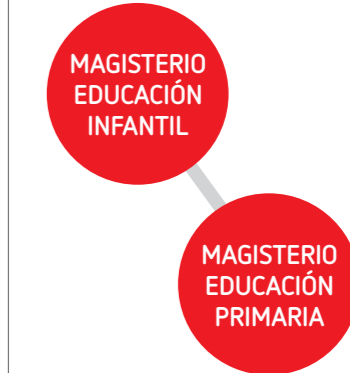 MAGISTERIO
EDUCACIÓN
INFANTIL
MAGISTERIO
EDUCACIÓN
PRIMARIA